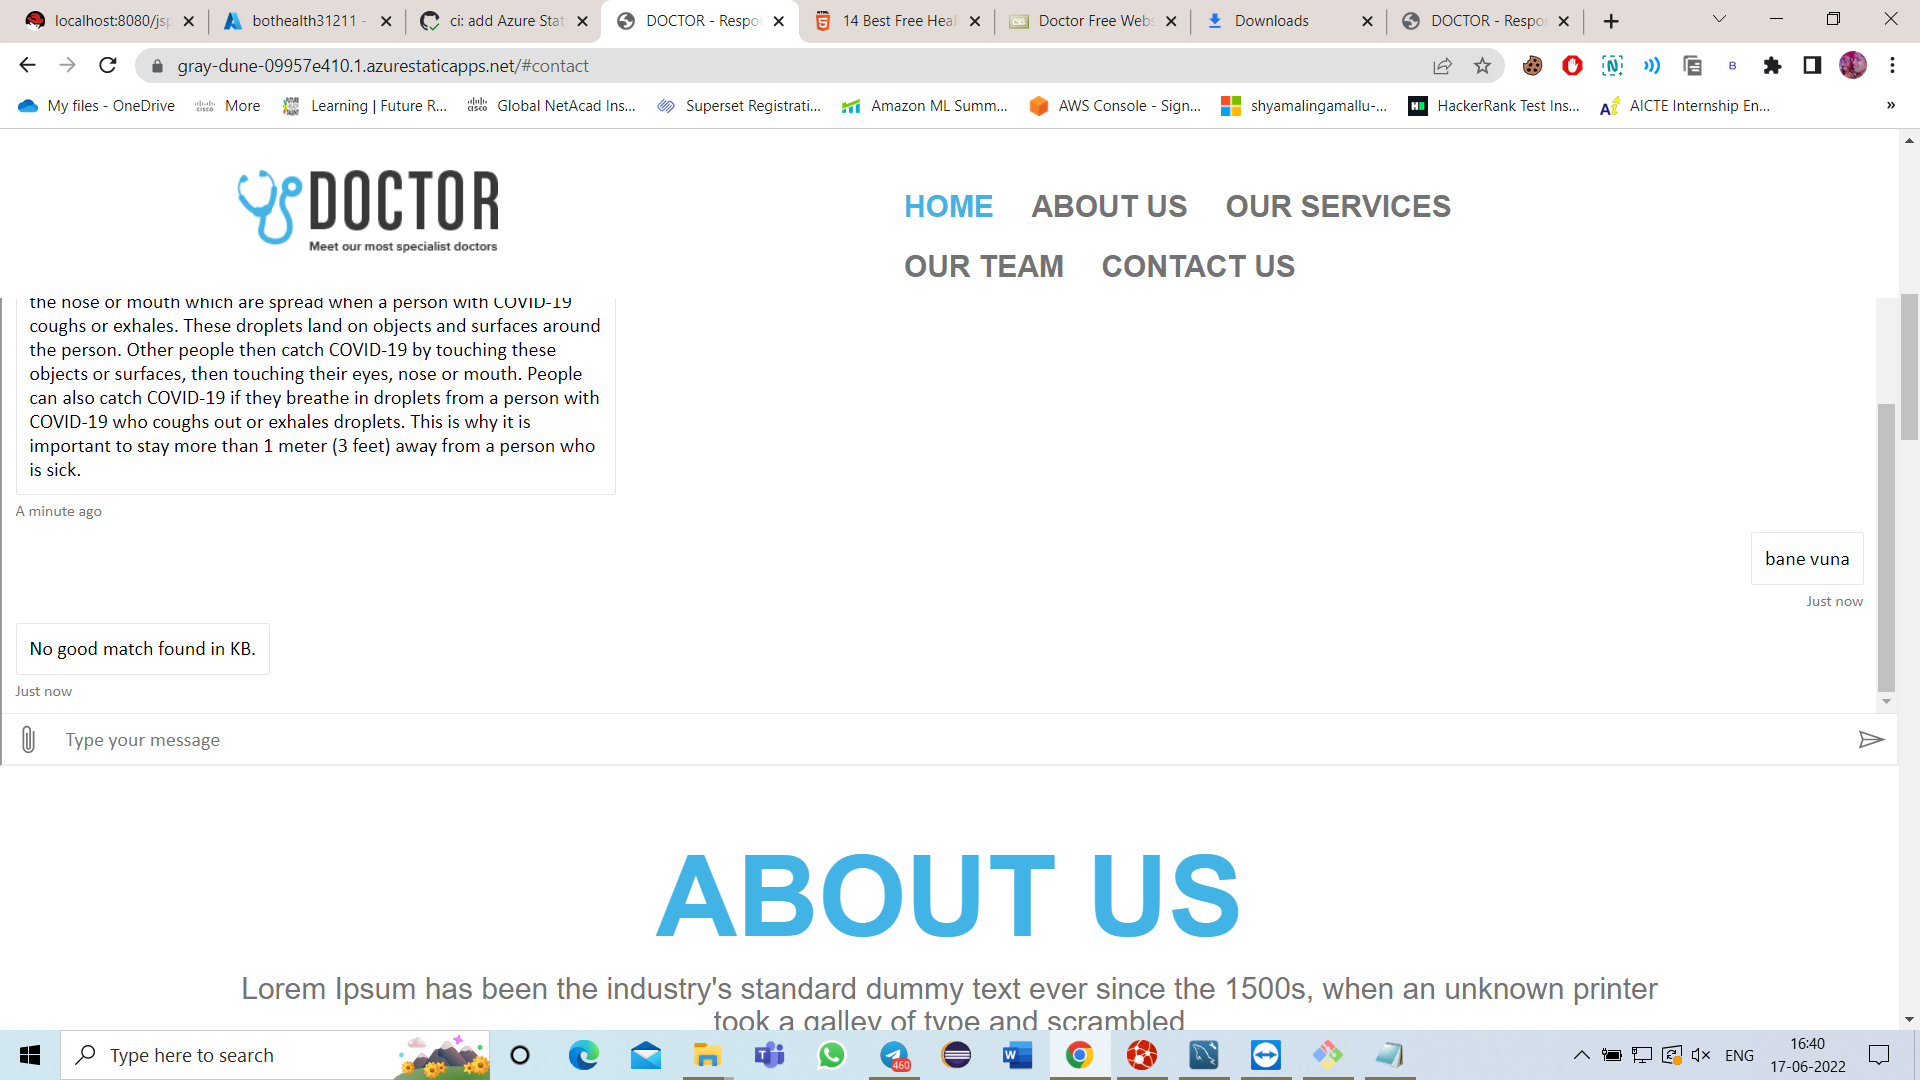 localhost:8080/jsp
bothealth31211 -
ci: add Azure Stat
DOCTOR - Respo
14 Best Free Heal
Doctor Free Webs
Downloads
DOCTOR - Respo
gray-dune-09957e410.1.azurestaticapps.net/#contact
My files - OneDrive
More
Learning | Future R...
Global NetAcad Ins...
Superset Registrati...
Amazon ML Summ...
AWS Console - Sign...
shyamalingamallu-...
HackerRank Test Ins...
AICTE Internship En...
»
DOCTOR
Meet our most specialist doctors
HOME ABOUT US OUR SERVICES
OUR TEAM CONTACT US
the nose or mouth which are spread when a person with COVID-19
coughs or exhales. These droplets land on objects and surfaces around
the person. Other people then catch COVID-19 by touching these
objects or surfaces, then touching their eyes, nose or mouth. People
can also catch COVID-19 if they breathe in droplets from a person with
COVID-19 who coughs out or exhales droplets. This is why it is
important to stay more than 1 meter (3 feet) away from a person who
is sick.
A minute ago
bane vuna
Just now
No good match found in KB.
Just now
Type your message
ABOUT US
Lorem Ipsum has been the industry's standard dummy text ever since the 1500s, when an unknown printer
took a galley of type and scrambled
Type here to search
460
ENG
16:40
17-06-2022